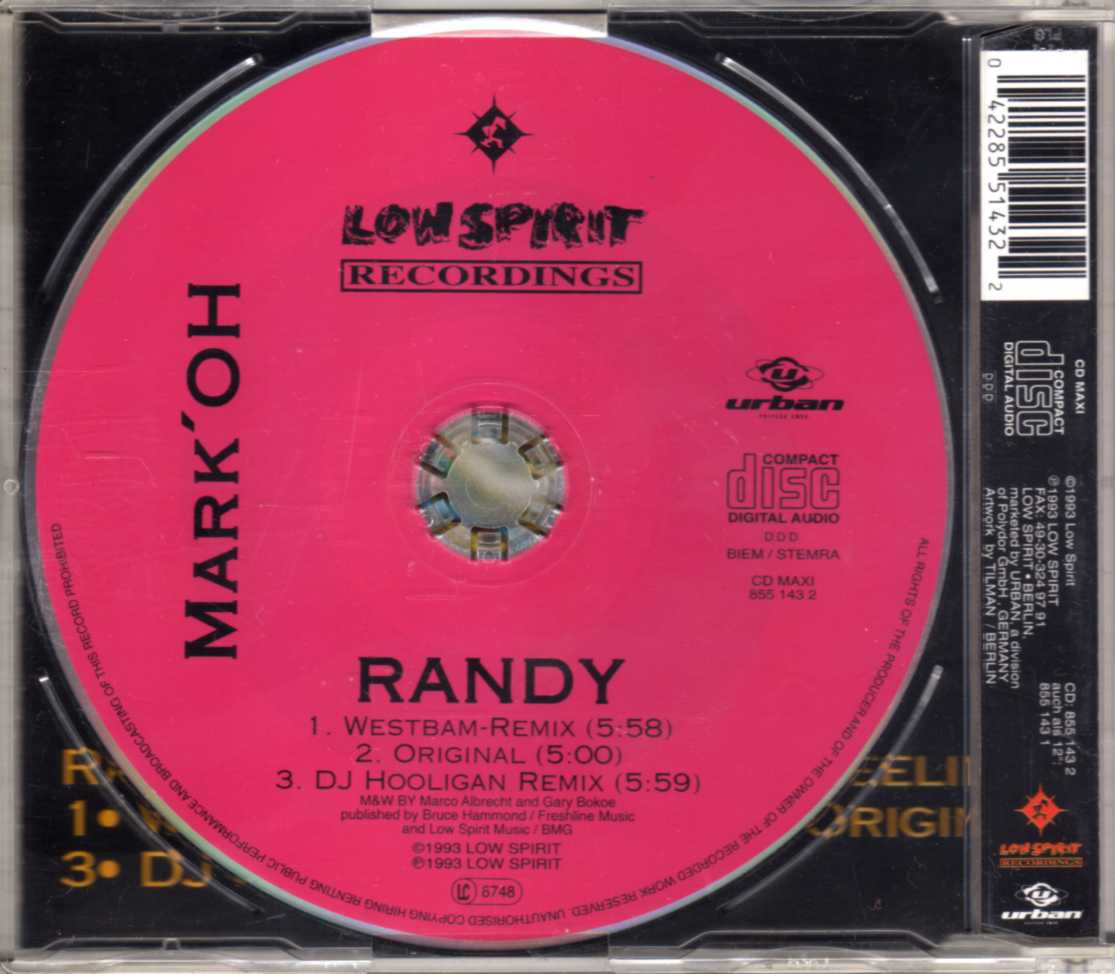 LOW SPIRIT
RECORDINGS
MARK'OH
urban
COMPACT
disc
DIGITAL AUDIO
DDD
BIEM / STEMRA
CD MAXI
855 143 2
RANDY
1. WESTBAM-REMIX (5:58)
2. ORIGINAL (5:00)
3. DJ HOOLIGAN REMIX (5:59)
M&W BY Marco Albrecht and Gary Bokoe
published by Bruce Hammond / Freshline Music
and Low Spirit Music / BMG
©1993 LOW SPIRIT
℗1993 LOW SPIRIT
LC 6748
ALL RIGHTS OF THE PRODUCER AND OF THE OWNER OF THE RECORDED WORK RESERVED. UNAUTHORISED COPYING HIRING RENTING PUBLIC PERFORMANCE AND BROADCASTING OF THIS RECORD PROHIBITED
1•
ORIGIN
3• DJ
0 42285 51432 2
CD MAXI
COMPACT
disc
DIGITAL AUDIO
DDD
©1993 Low Spirit
℗1993 LOW SPIRIT
FAX: 49-30-324 97 91
LOW SPIRIT • BERLIN.
marketed by URBAN, a division
of Polydor GmbH, GERMANY
Artwork by TILMAN / BERLIN
CD: 855 143 2
auch als 12":
855 143 1
LOW SPIRIT
RECORDINGS
urban